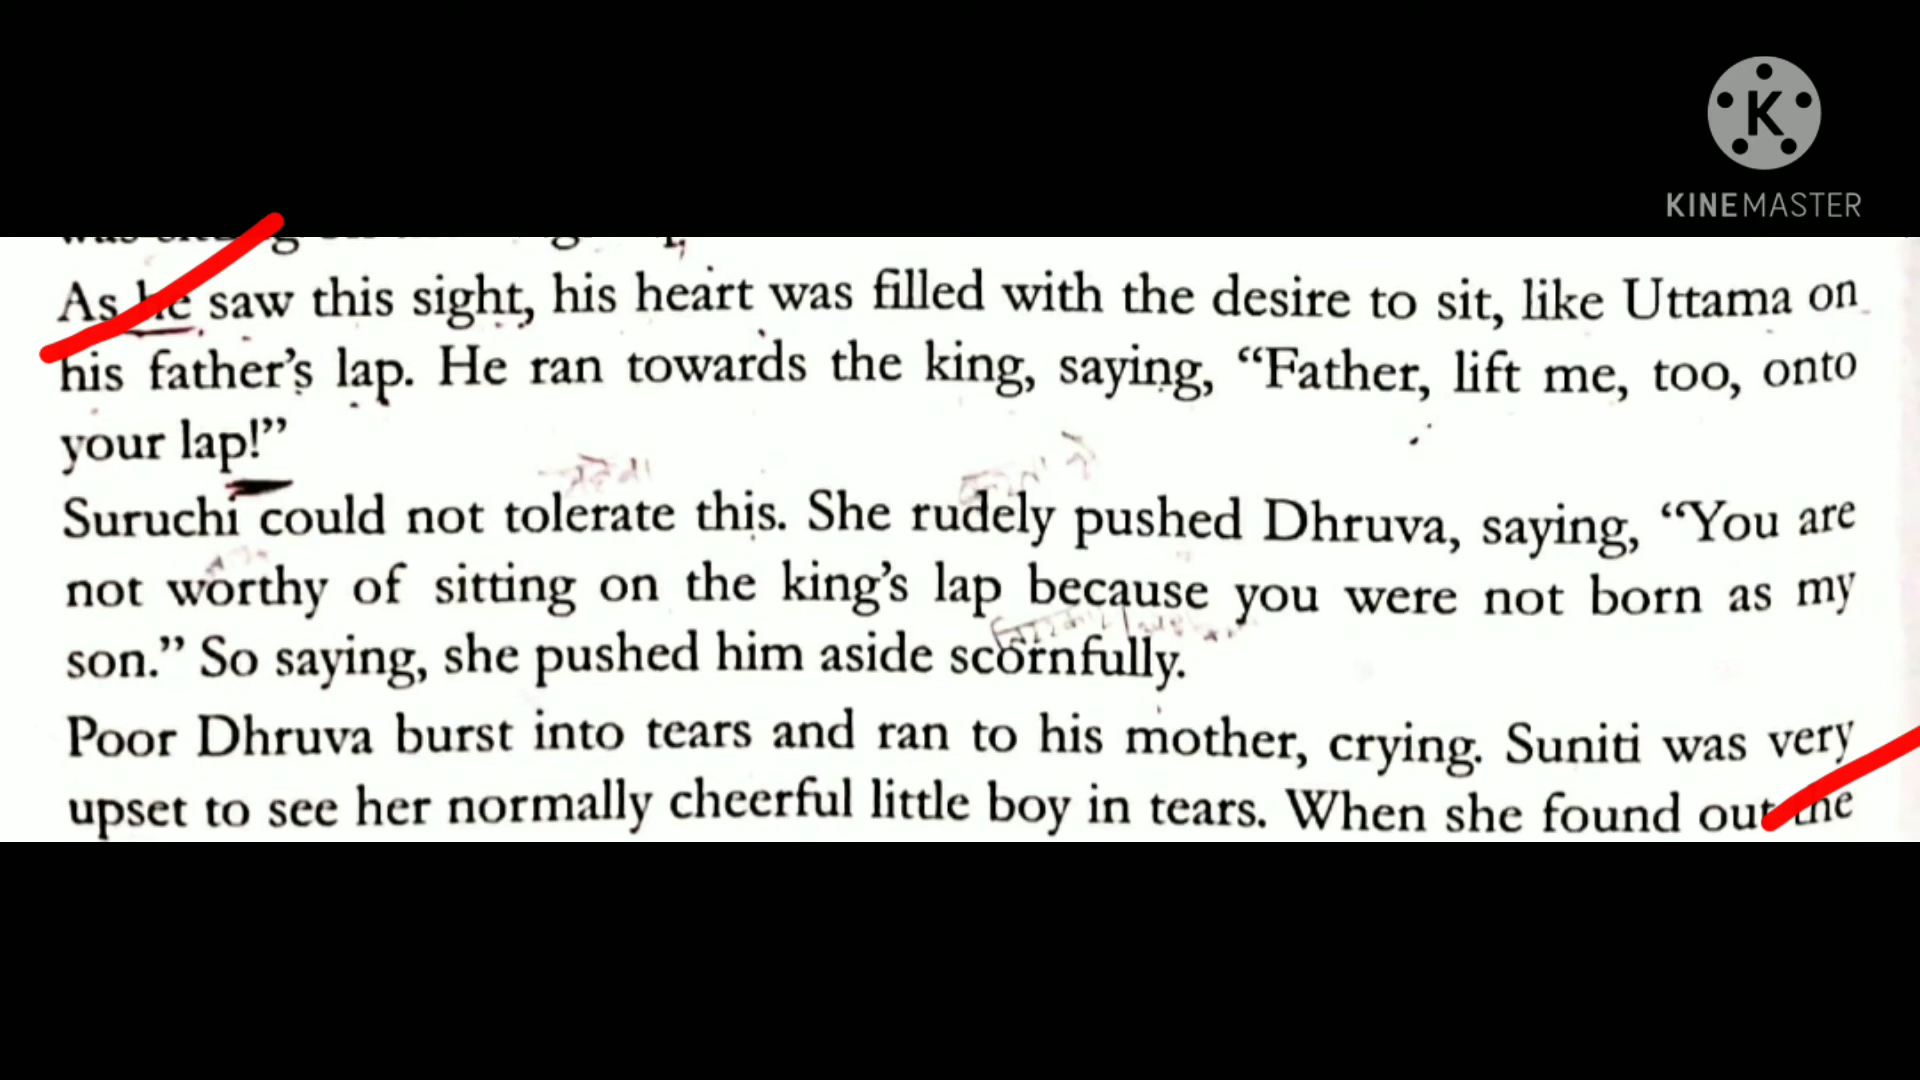 KINEMASTER
As he saw this sight, his heart was filled with the desire to sit, like Uttama on
his father's lap. He ran towards the king, saying, “Father, lift me, too, onto
your lap!”
Suruchi could not tolerate this. She rudely pushed Dhruva, saying, “You are
not worthy of sitting on the king's lap because you were not born as my
son.” So saying, she pushed him aside scornfully.
Poor Dhruva burst into tears and ran to his mother, crying. Suniti was very
upset to see her normally cheerful little boy in tears. When she found out the